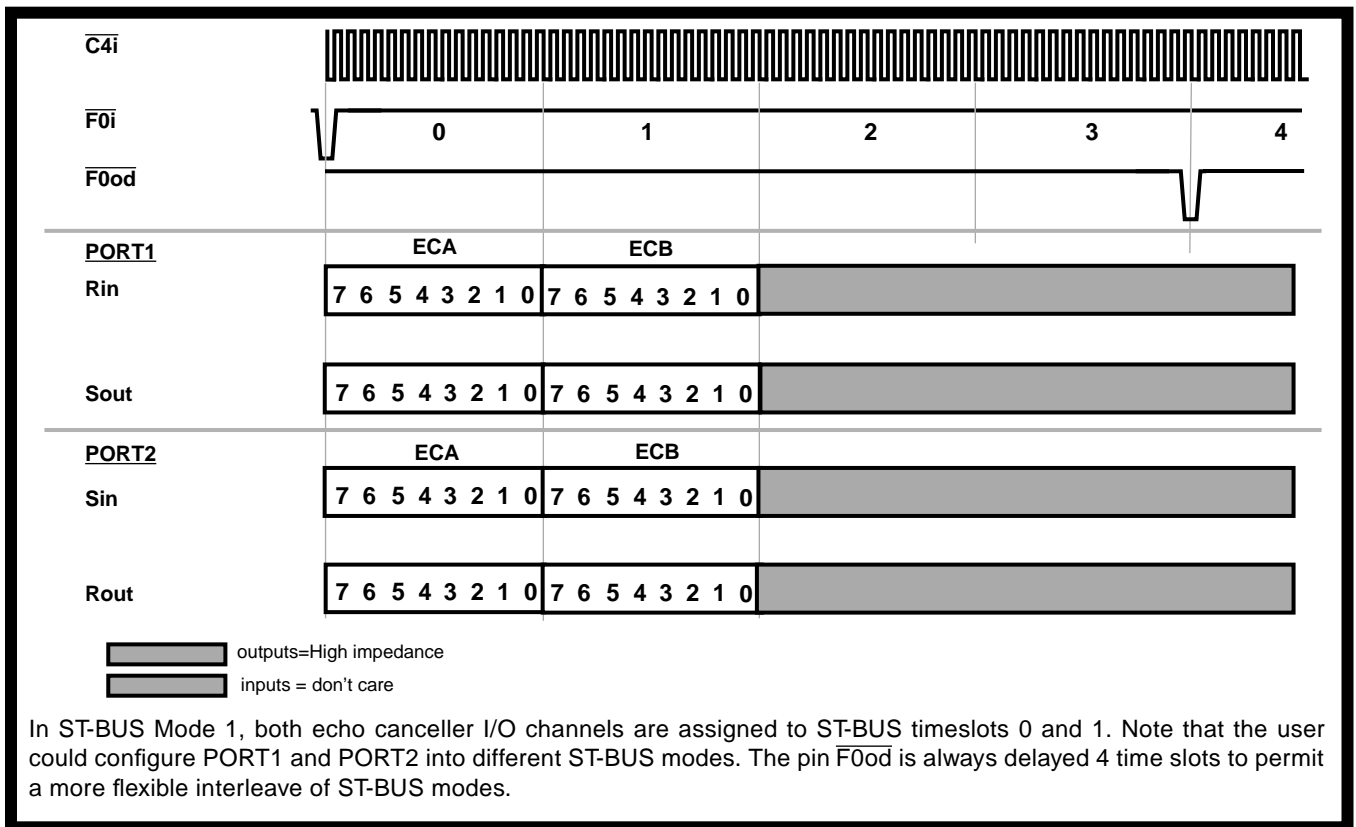 C4i
F0i
0 1 2 3 4
F0od
PORT1
ECA ECB
Rin
7 6 5 4 3 2 1 0 7 6 5 4 3 2 1 0
Sout
7 6 5 4 3 2 1 0 7 6 5 4 3 2 1 0
PORT2
ECA ECB
Sin
7 6 5 4 3 2 1 0 7 6 5 4 3 2 1 0
Rout
7 6 5 4 3 2 1 0 7 6 5 4 3 2 1 0
outputs=High impedance
inputs = don't care
In ST-BUS Mode 1, both echo canceller I/O channels are assigned to ST-BUS timeslots 0 and 1. Note that the user
could configure PORT1 and PORT2 into different ST-BUS modes. The pin F0od is always delayed 4 time slots to permit
a more flexible interleave of ST-BUS modes.